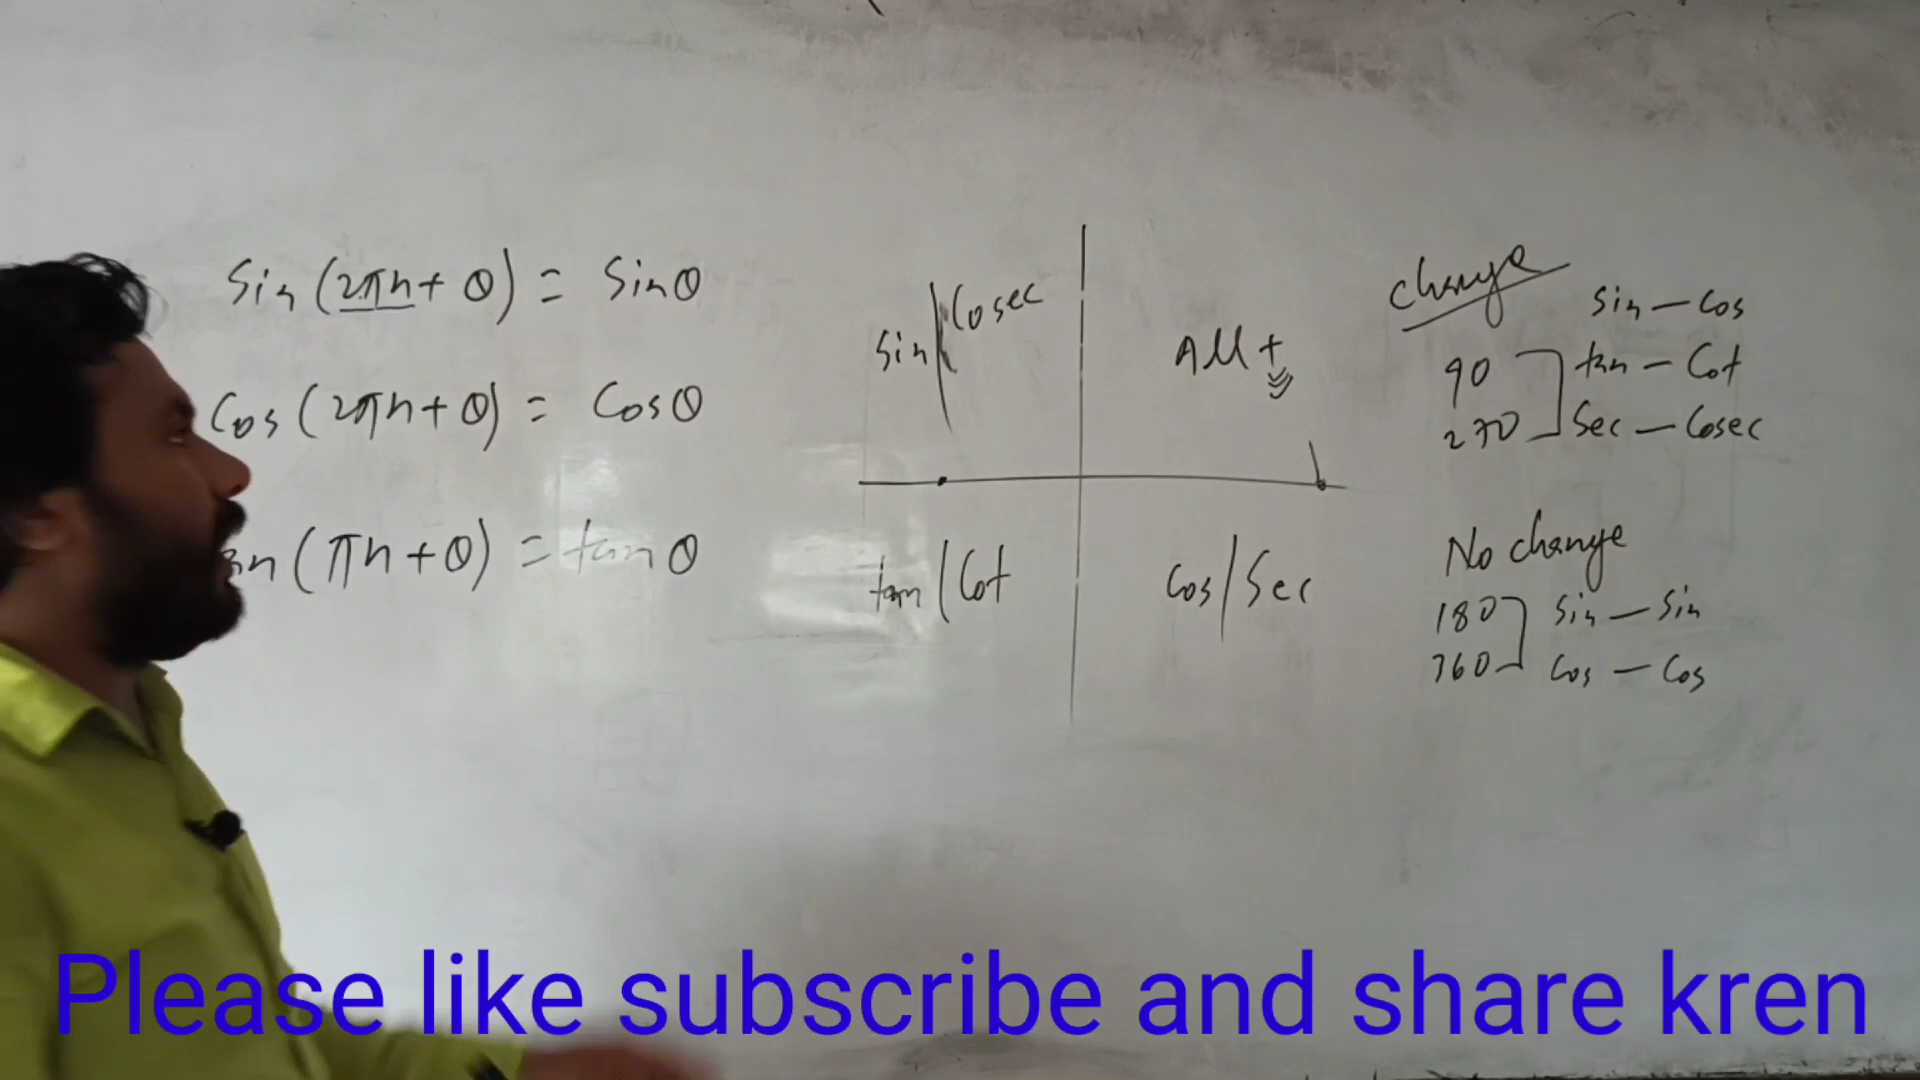 Sin (2πn + θ) = Sinθ
Cos (2πn + θ) = Cosθ
an (πn + θ) = tanθ
Sin | Cosec
All +
tan | Cot
Cos | Sec
Change
Sin — Cos
90
tan — Cot
270
Sec — Cosec
No change
180
Sin — Sin
360
Cos — Cos
Please like subscribe and share kren